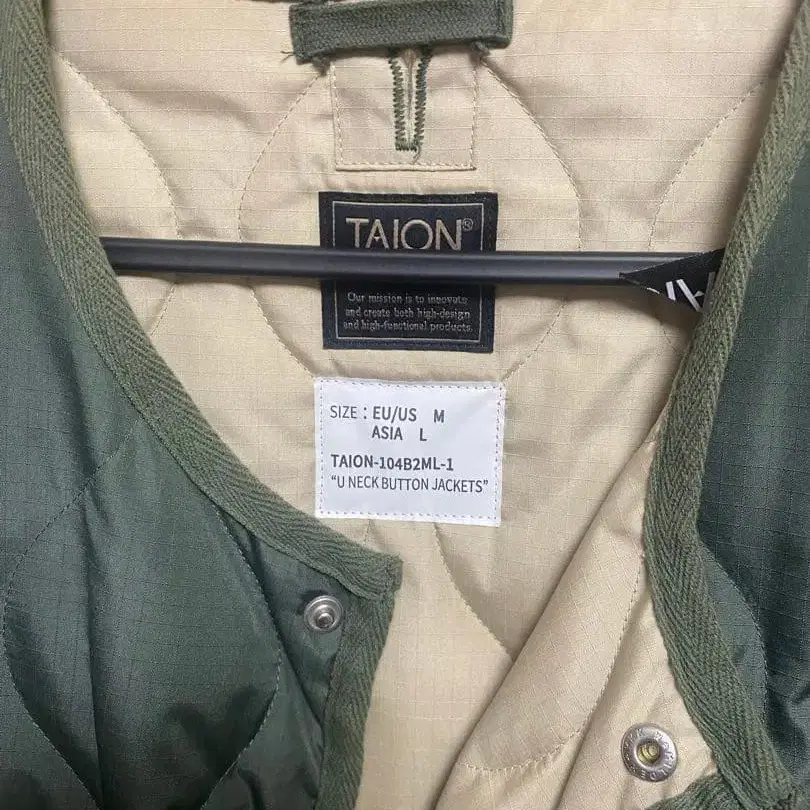 TAION®
Our mission is to innovate
and create both high-design
and high-functional products.
SIZE : EU/US M
ASIA L
TAION-104B2ML-1
"U NECK BUTTON JACKETS"